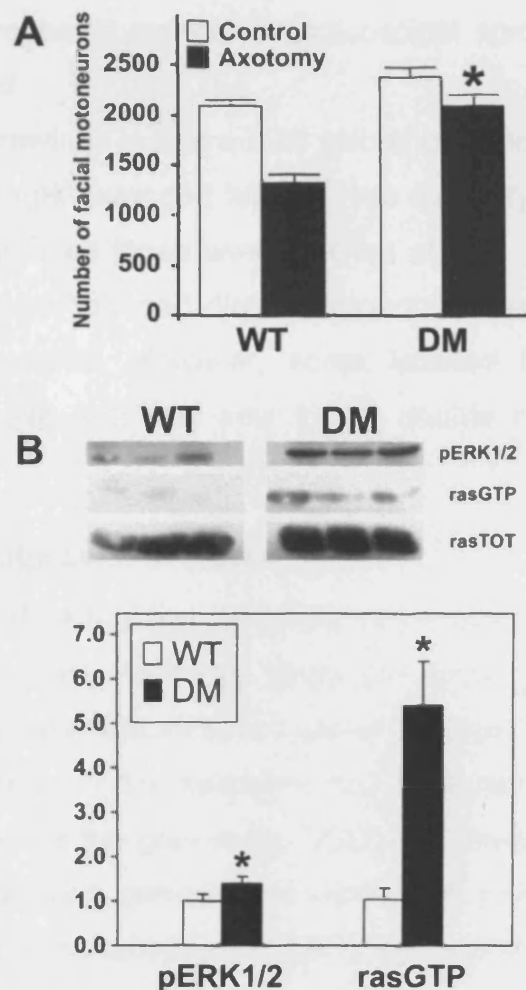 A
Control
Axotomy
Number of facial motoneurons
2500
2000
1500
1000
500
0
*
WT DM
B
WT DM
pERK1/2
rasGTP
rasTOT
7.0
6.0
5.0
4.0
3.0
2.0
1.0
0.0
WT
DM
*
*
pERK1/2 rasGTP